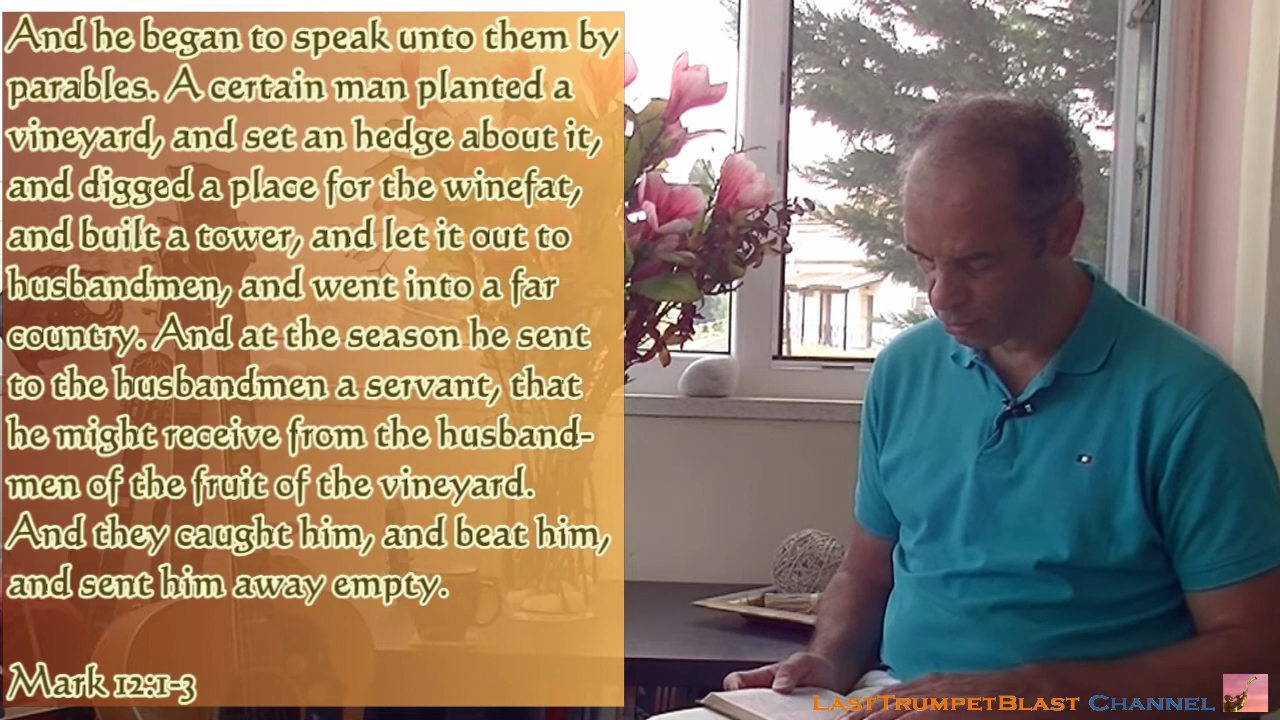 And he began to speak unto them by
parables. A certain man planted a
vineyard, and set an hedge about it,
and digged a place for the winefat,
and built a tower, and let it out to
husbandmen, and went into a far
country. And at the season he sent
to the husbandmen a servant, that
he might receive from the husband-
men of the fruit of the vineyard.
And they caught him, and beat him,
and sent him away empty.
Mark 12:1-3
LastTrumpetBlast Channel